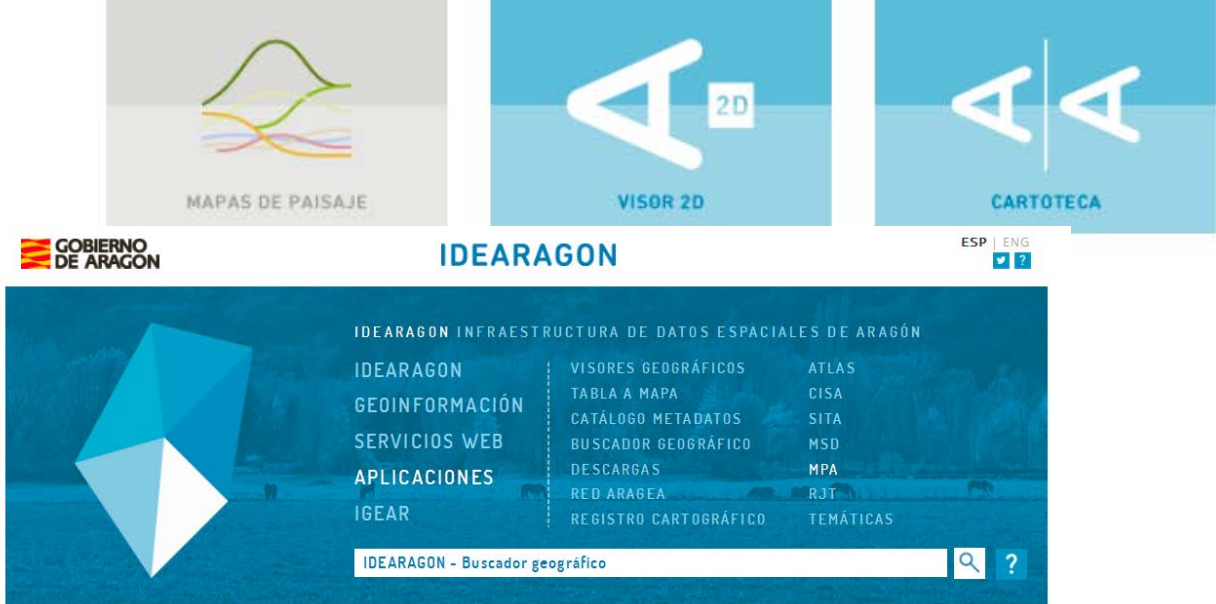 2D
MAPAS DE PAISAJE
VISOR 2D
CARTOTECA
GOBIERNO
DE ARAGON
IDEARAGON
ESP | ENG
?
IDEARAGON INFRAESTRUCTURA DE DATOS ESPACIALES DE ARAGÓN
IDEARAGON
GEOINFORMACIÓN
SERVICIOS WEB
APLICACIONES
IGEAR
VISORES GEOGRÁFICOS
TABLA A MAPA
CATÁLOGO METADATOS
BUSCADOR GEOGRÁFICO
DESCARGAS
RED ARAGEA
REGISTRO CARTOGRÁFICO
ATLAS
CISA
SITA
MSD
MPA
RJT
TEMÁTICAS
IDEARAGON - Buscador geográfico
?